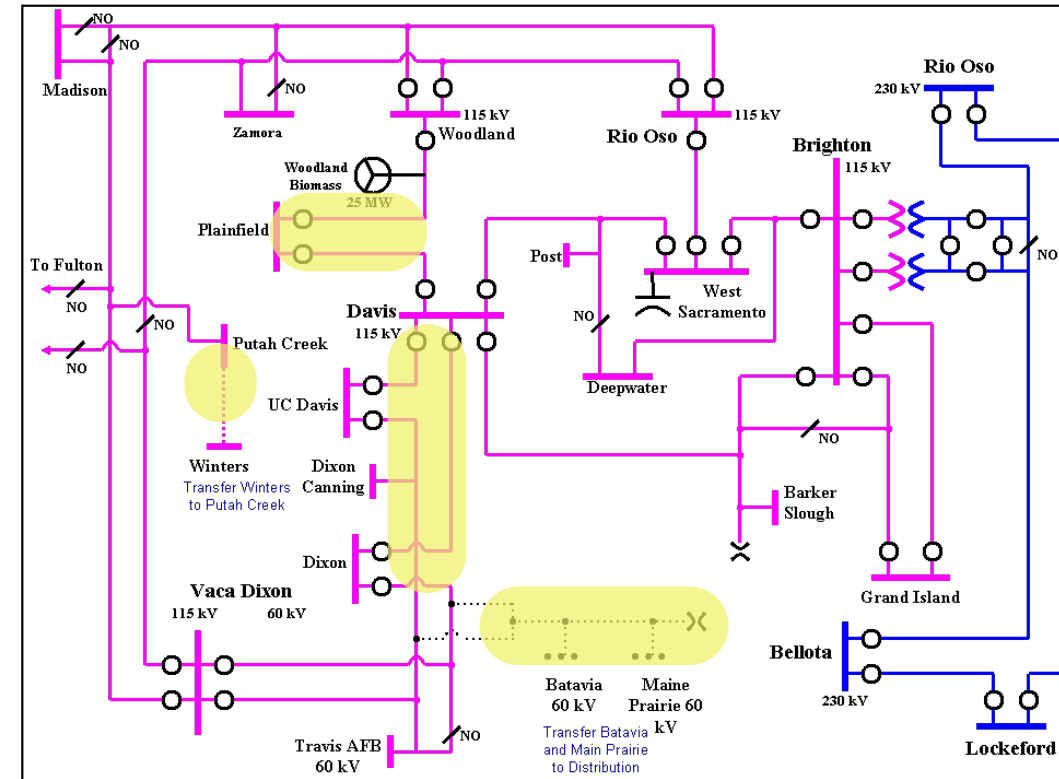 NO
NO
Madison
NO
Zamora
115 kV
Woodland
Rio Oso
115 kV
Rio Oso
230 kV
Brighton
115 kV
Woodland
Biomass
25 MW
Plainfield
NO
To Fulton
NO
NO
NO
Post
NO
West
Sacramento
Davis
115 kV
Putah Creek
Deepwater
UC Davis
NO
Winters
Transfer Winters
to Putah Creek
Dixon
Canning
Barker
Slough
Dixon
Vaca Dixon
115 kV 60 kV
Grand Island
Bellota
230 kV
Batavia
60 kV
Maine
Prairie 60
kV
Transfer Batavia
and Main Prairie
to Distribution
NO
Travis AFB
60 kV
Lockeford